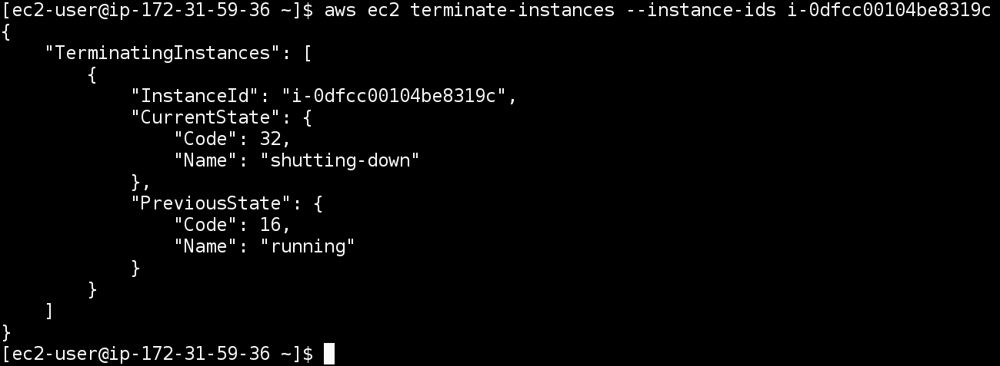 [ec2-user@ip-172-31-59-36 ~]$ aws ec2 terminate-instances --instance-ids i-0dfcc00104be8319c
{
    "TerminatingInstances": [
        {
            "InstanceId": "i-0dfcc00104be8319c",
            "CurrentState": {
                "Code": 32,
                "Name": "shutting-down"
            },
            "PreviousState": {
                "Code": 16,
                "Name": "running"
            }
        }
    ]
}
[ec2-user@ip-172-31-59-36 ~]$